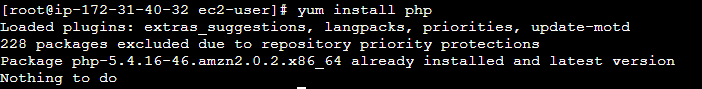 [root@ip-172-31-40-32 ec2-user]# yum install php
Loaded plugins: extras_suggestions, langpacks, priorities, update-motd
228 packages excluded due to repository priority protections
Package php-5.4.16-46.amzn2.0.2.x86_64 already installed and latest version
Nothing to do